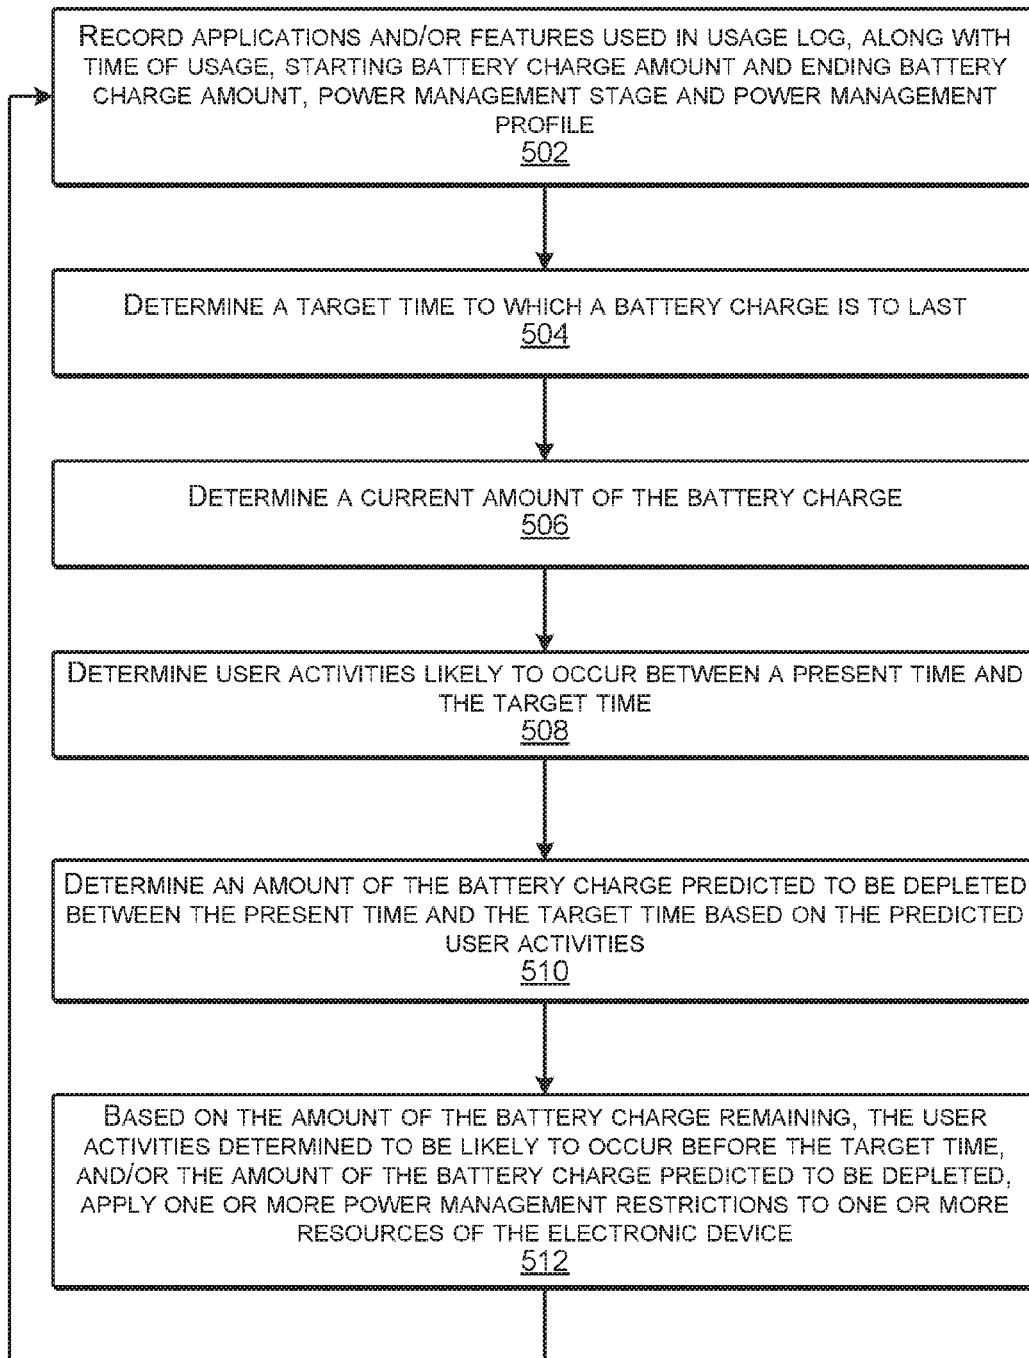 RECORD APPLICATIONS AND/OR FEATURES USED IN USAGE LOG, ALONG WITH
TIME OF USAGE, STARTING BATTERY CHARGE AMOUNT AND ENDING BATTERY
CHARGE AMOUNT, POWER MANAGEMENT STAGE AND POWER MANAGEMENT
PROFILE
502
DETERMINE A TARGET TIME TO WHICH A BATTERY CHARGE IS TO LAST
504
DETERMINE A CURRENT AMOUNT OF THE BATTERY CHARGE
506
DETERMINE USER ACTIVITIES LIKELY TO OCCUR BETWEEN A PRESENT TIME AND
THE TARGET TIME
508
DETERMINE AN AMOUNT OF THE BATTERY CHARGE PREDICTED TO BE DEPLETED
BETWEEN THE PRESENT TIME AND THE TARGET TIME BASED ON THE PREDICTED
USER ACTIVITIES
510
BASED ON THE AMOUNT OF THE BATTERY CHARGE REMAINING, THE USER
ACTIVITIES DETERMINED TO BE LIKELY TO OCCUR BEFORE THE TARGET TIME,
AND/OR THE AMOUNT OF THE BATTERY CHARGE PREDICTED TO BE DEPLETED,
APPLY ONE OR MORE POWER MANAGEMENT RESTRICTIONS TO ONE OR MORE
RESOURCES OF THE ELECTRONIC DEVICE
512